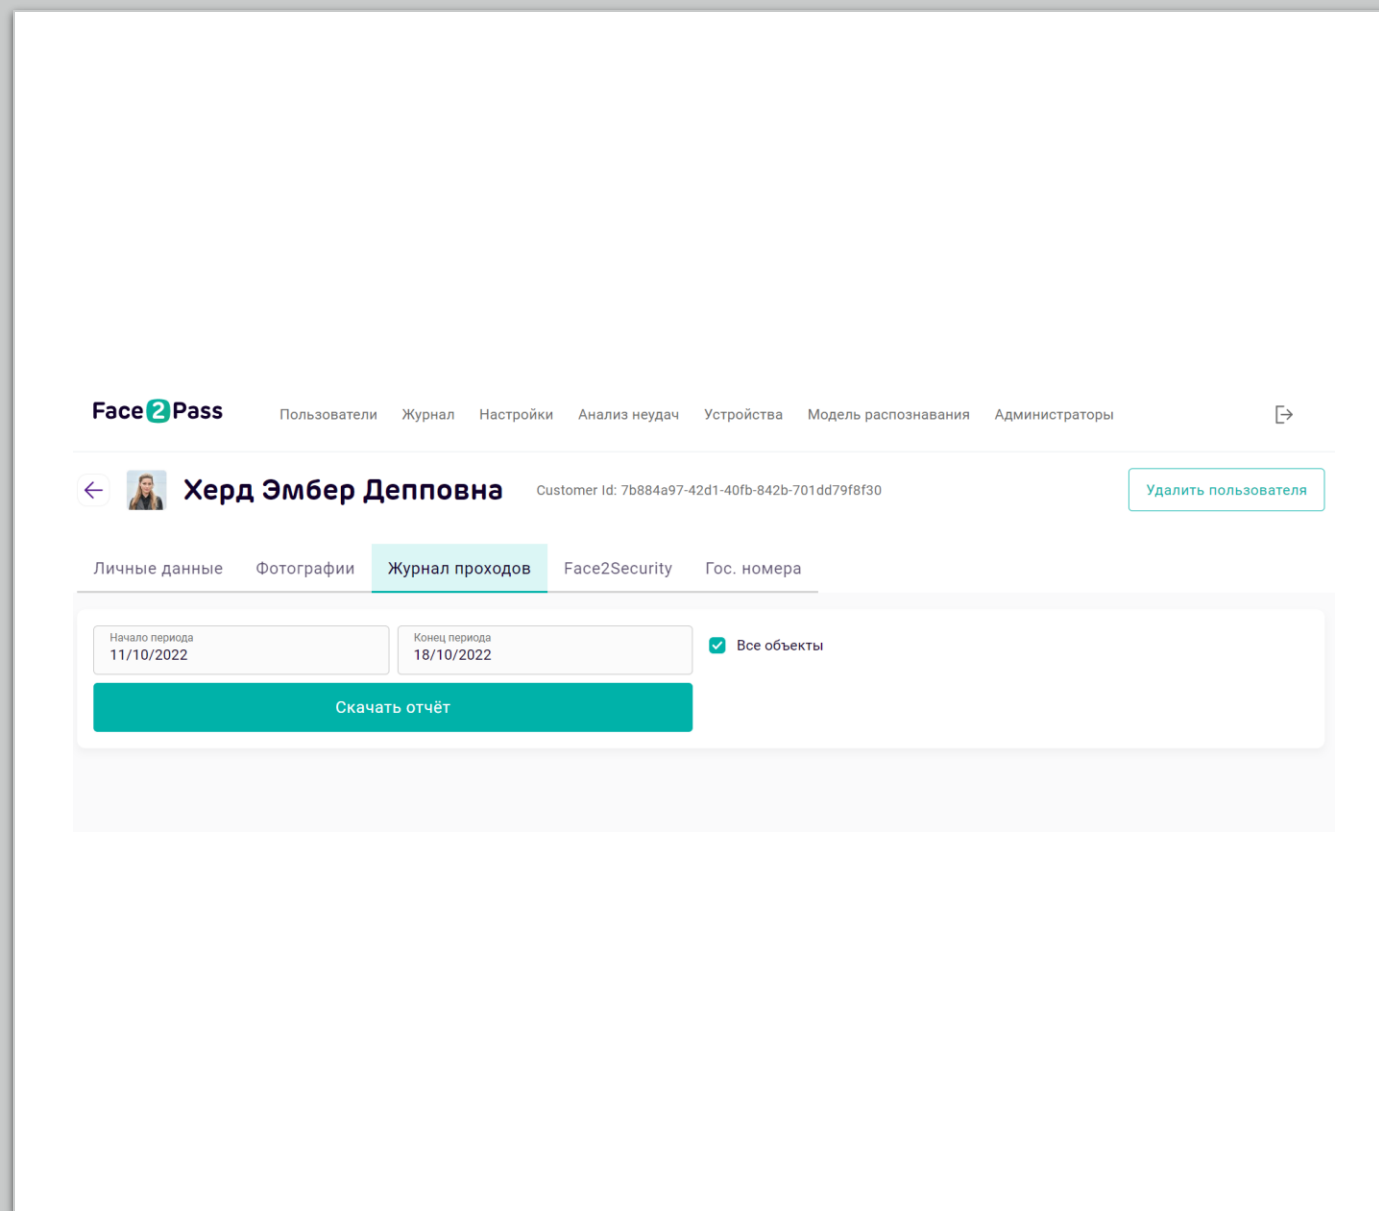 Face2Pass Пользователи Журнал Настройки Анализ неудач Устройства Модель распознавания Администраторы
Херд Эмбер Депповна Customer Id: 7b884a97-42d1-40fb-842b-701dd79f8f30 Удалить пользователя
Личные данные Фотографии Журнал проходов Face2Security Гос. номера
Начало периода Конец периода
11/10/2022 18/10/2022 Все объекты
Скачать отчёт